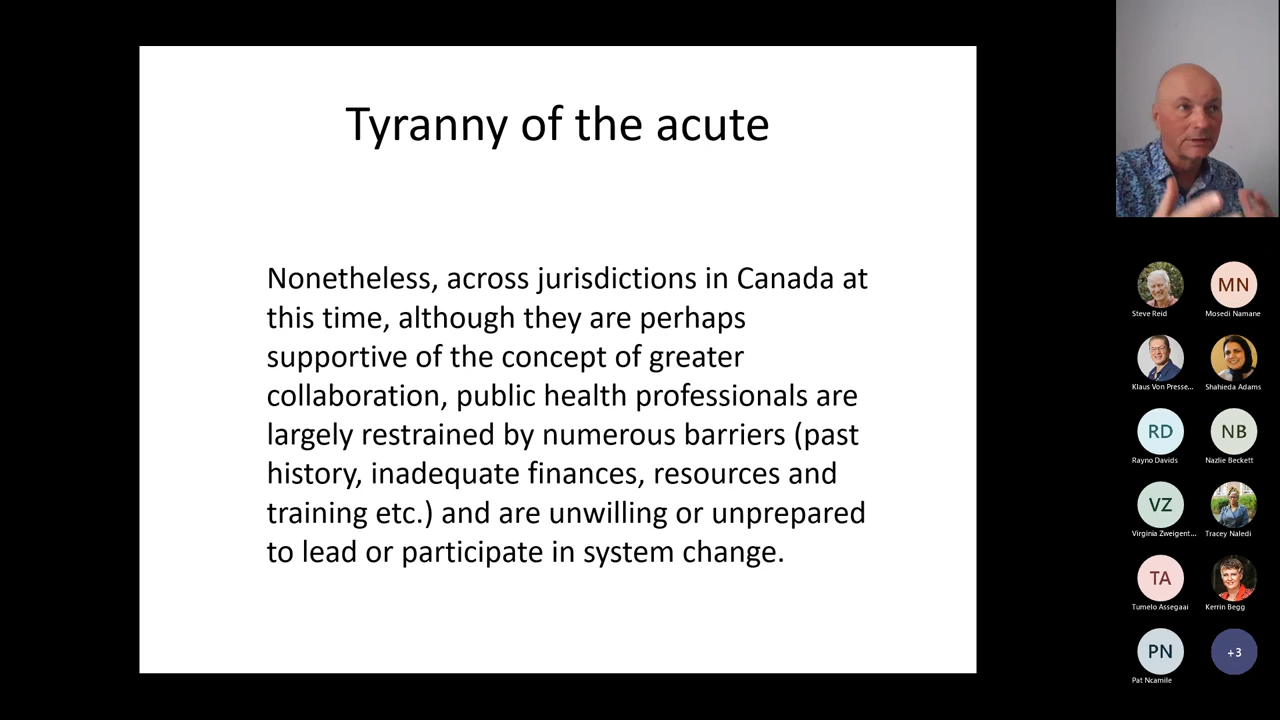 Tyranny of the acute
Nonetheless, across jurisdictions in Canada at
this time, although they are perhaps
supportive of the concept of greater
collaboration, public health professionals are
largely restrained by numerous barriers (past
history, inadequate finances, resources and
training etc.) and are unwilling or unprepared
to lead or participate in system change.
Steve Reid
MN
Mosedi Namane
Klaus Von Presse...
Shahieda Adams
RD
Rayno Davids
NB
Nazlie Beckett
VZ
Virginia Zweigent...
Tracey Naledi
TA
Tumelo Assegaai
Kerrin Begg
PN
Pat Ncamile
+3